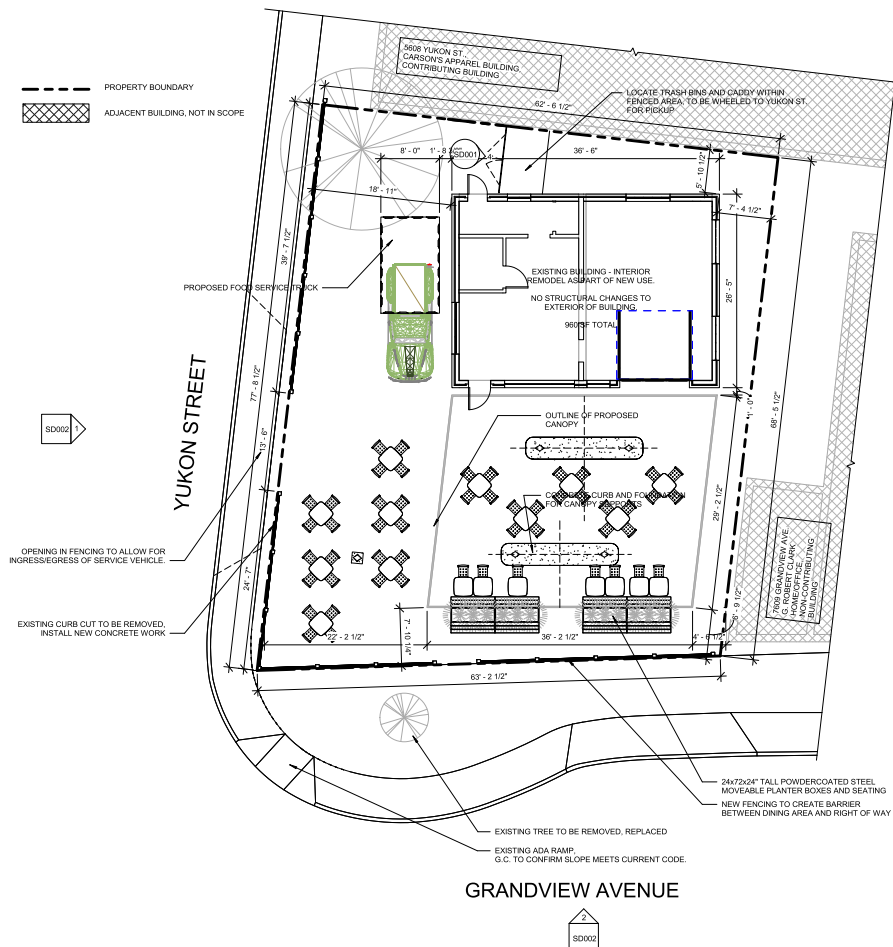 5608 YUKON ST.,
CARSON'S APPAREL BUILDING
CONTRIBUTING BUILDING
PROPERTY BOUNDARY
ADJACENT BUILDING, NOT IN SCOPE
LOCATE TRASH BINS AND CADDY WITHIN
FENCED AREA, TO BE WHEELED TO YUKON ST.
FOR PICKUP
62' - 6 1/2"
8' - 0"
1' - 8
SD001
36' - 6"
5' - 10 1/2"
18' - 11"
7' - 4 1/2"
39' - 7 1/2"
PROPOSED FOOD SERVICE TRUCK
EXISTING BUILDING - INTERIOR
REMODEL AS PART OF NEW USE.
NO STRUCTURAL CHANGES TO
EXTERIOR OF BUILDING
960 SF TOTAL
26' - 5"
YUKON STREET
77' - 8 1/2"
SD002
1
13' - 6"
OUTLINE OF PROPOSED
CANOPY
1' - 0"
68' - 5 1/2"
CONCRETE CURB AND FOUNDATION
FOR CANOPY SUPPORTS
29' - 2 1/2"
OPENING IN FENCING TO ALLOW FOR
INGRESS/EGRESS OF SERVICE VEHICLE.
24' - 7"
7609 GRANDVIEW AVE.
G. ROBERT CLARK
HOME/OFFICE,
NON-CONTRIBUTING
BUILDING
EXISTING CURB CUT TO BE REMOVED,
INSTALL NEW CONCRETE WORK
6' - 9 1/2"
22' - 2 1/2"
7' - 10 1/4"
36' - 2 1/2"
4' - 6 1/2"
63' - 2 1/2"
24x72x24" TALL POWDERCOATED STEEL
MOVEABLE PLANTER BOXES AND SEATING
NEW FENCING TO CREATE BARRIER
BETWEEN DINING AREA AND RIGHT OF WAY
EXISTING TREE TO BE REMOVED, REPLACED
EXISTING ADA RAMP,
G.C. TO CONFIRM SLOPE MEETS CURRENT CODE.
GRANDVIEW AVENUE
2
SD002